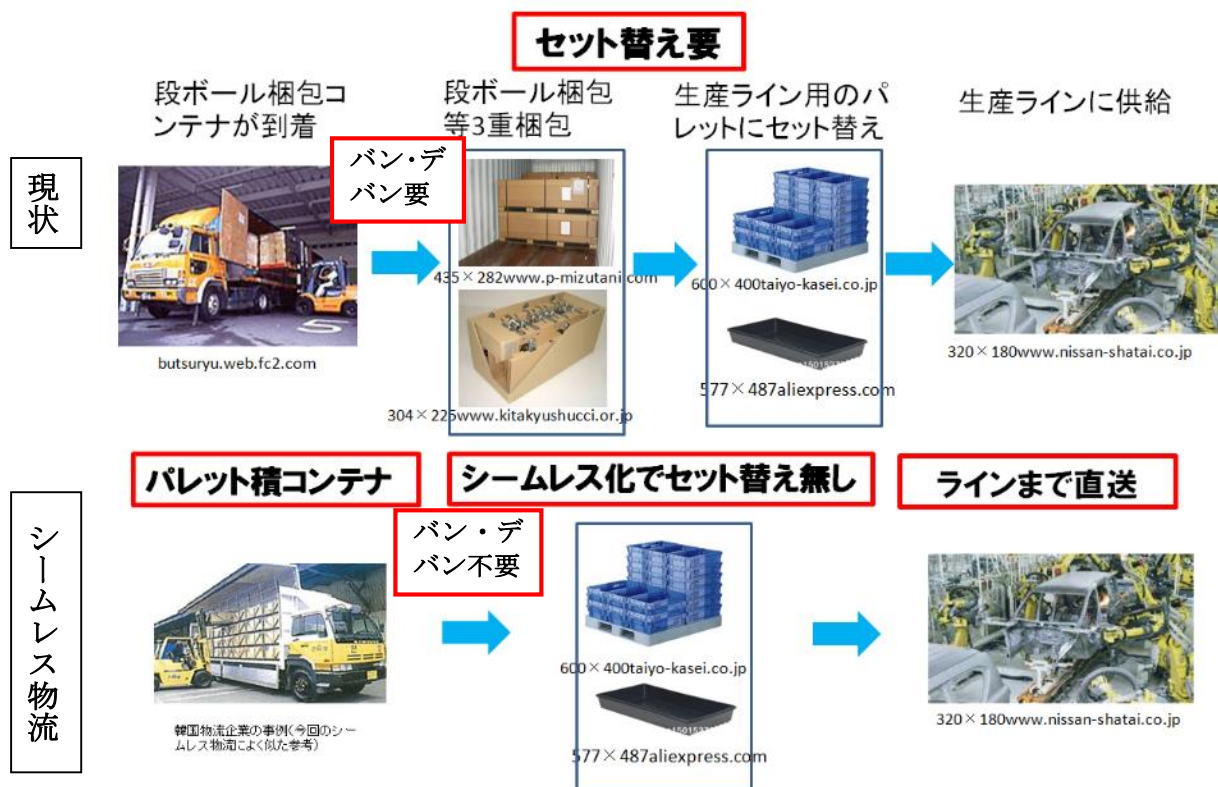 セット替え要
段ボール梱包コ
ンテナが到着
段ボール梱包
等3重梱包
生産ライン用のパ
レットにセット替え
生産ラインに供給
現状
バン・デ
バン要
butsuryu.web.fc2.com
435×282www.p-mizutani.com
304×225www.kitakyushucci.or.jp
600×400taiyo-kasei.co.jp
577×487aliexpress.com
320×180www.nissan-shatai.co.jp
パレット積コンテナ
シームレス化でセット替え無し
ラインまで直送
シームレス物流
バン・デ
バン不要
韓国物流企業の事例(今回のシー
ムレス物流によく似た参考)
600×400taiyo-kasei.co.jp
577×487aliexpress.com
320×180www.nissan-shatai.co.jp